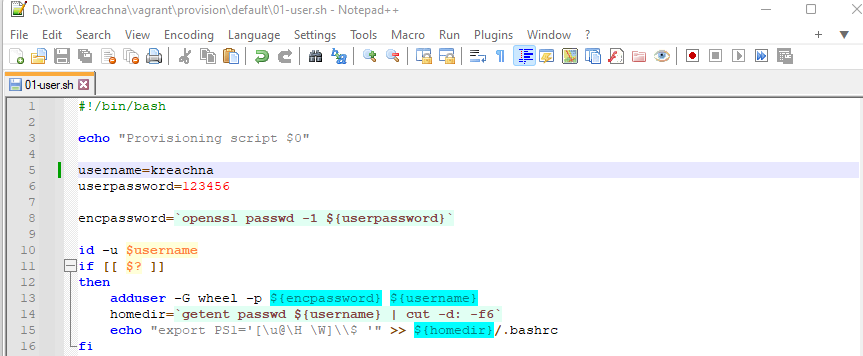 D:\work\kreachna\vagrant\provision\default\01-user.sh - Notepad++
File Edit Search View Encoding Language Settings Tools Macro Run Plugins Window ?
01-user.sh
1 #!/bin/bash
2
3 echo "Provisioning script $0"
4
5 username=kreachna
6 userpassword=123456
7
8 encpassword=`openssl passwd -1 ${userpassword}`
9
10 id -u $username
11 if [[ $? ]]
12 then
13 adduser -G wheel -p ${encpassword} ${username}
14 homedir=`getent passwd ${username} | cut -d: -f6`
15 echo "export PS1='[\u@\H \W]\\$ '" >> ${homedir}/.bashrc
16 fi